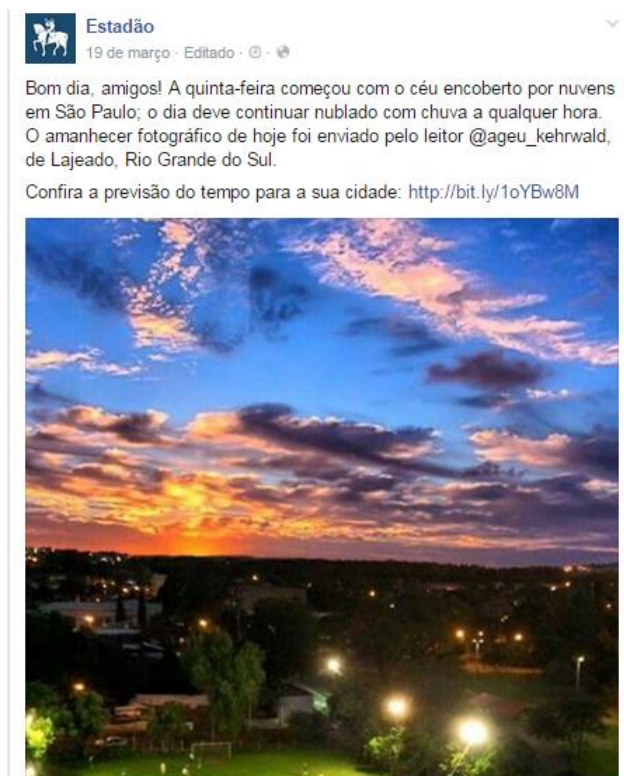 Estadão
19 de março · Editado ·
Bom dia, amigos! A quinta-feira começou com o céu encoberto por nuvens
em São Paulo; o dia deve continuar nublado com chuva a qualquer hora.
O amanhecer fotográfico de hoje foi enviado pelo leitor @ageu_kehrwald,
de Lajeado, Rio Grande do Sul.
Confira a previsão do tempo para a sua cidade: http://bit.ly/1oYBw8M